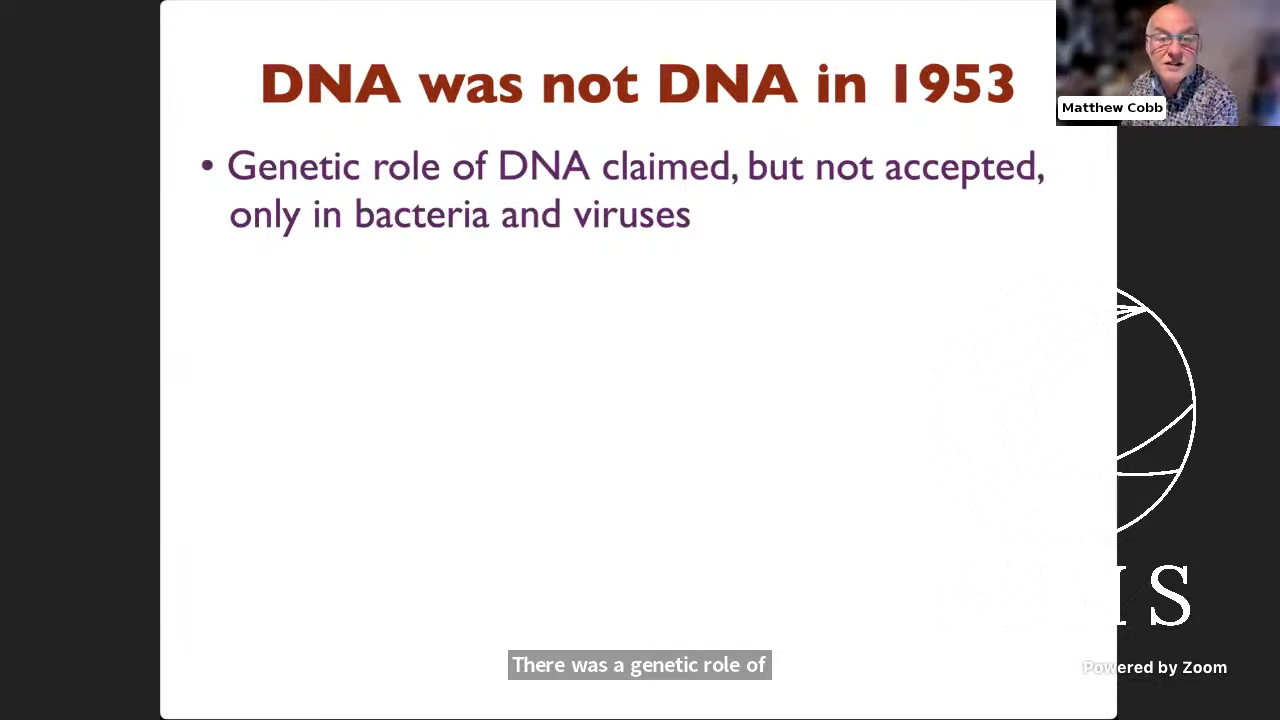 DNA was not DNA in 1953
Matthew Cobb
• Genetic role of DNA claimed, but not accepted,
only in bacteria and viruses
S
There was a genetic role of
Powered by Zoom